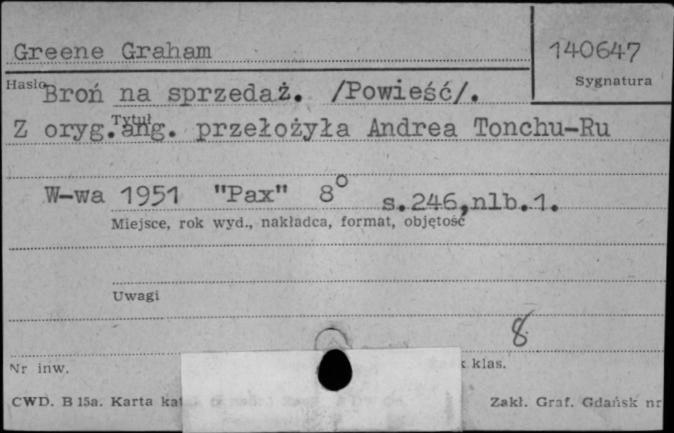 Greene Graham
140647
Hasło
Sygnatura
Broń na sprzedaż. /Powieść/.
Tytuł
Z oryg. ang. przełożyła Andrea Tonchu-Ru
W-wa 1951 "Pax" 8° s.246,nlb.1.
Miejsce, rok wyd., nakładca, format, objętość
Uwagi
8
Nr inw.
klas.
CWD. B 15a. Karta
Zakł. Graf. Gdańsk nr